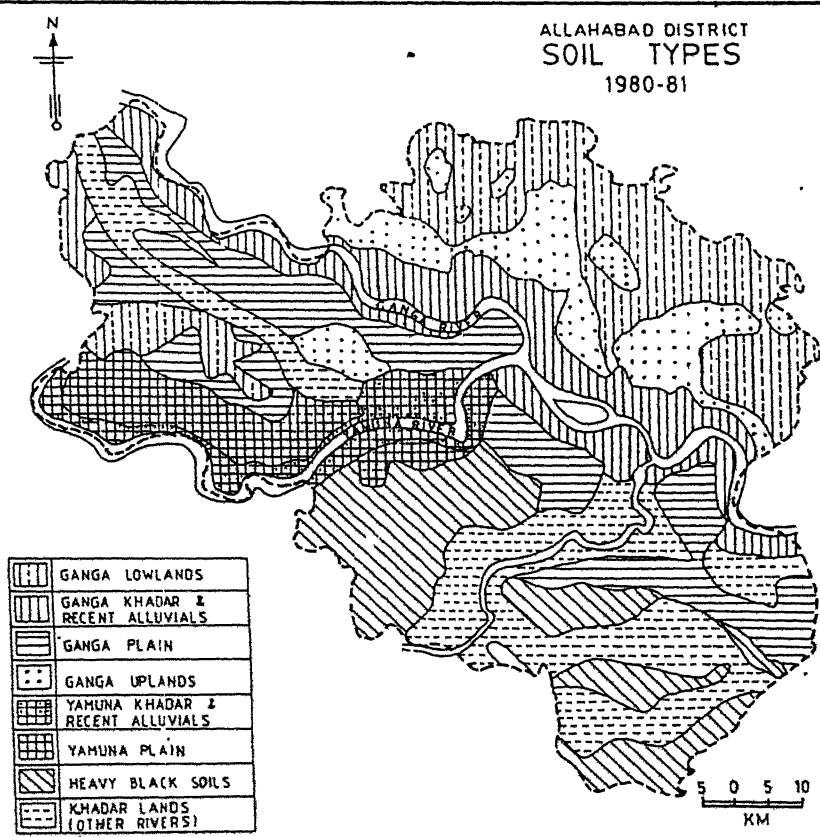 ALLAHABAD DISTRICT
SOIL TYPES
1980-81
N
GANGA RIVER
YAMUNA RIVER
GANGA LOWLANDS
GANGA KHADAR &
RECENT ALLUVIALS
GANGA PLAIN
GANGA UPLANDS
YAMUNA KHADAR &
RECENT ALLUVIALS
YAMUNA PLAIN
HEAVY BLACK SOILS
KHADAR LANDS
(OTHER RIVERS)
5 0 5 10
KM